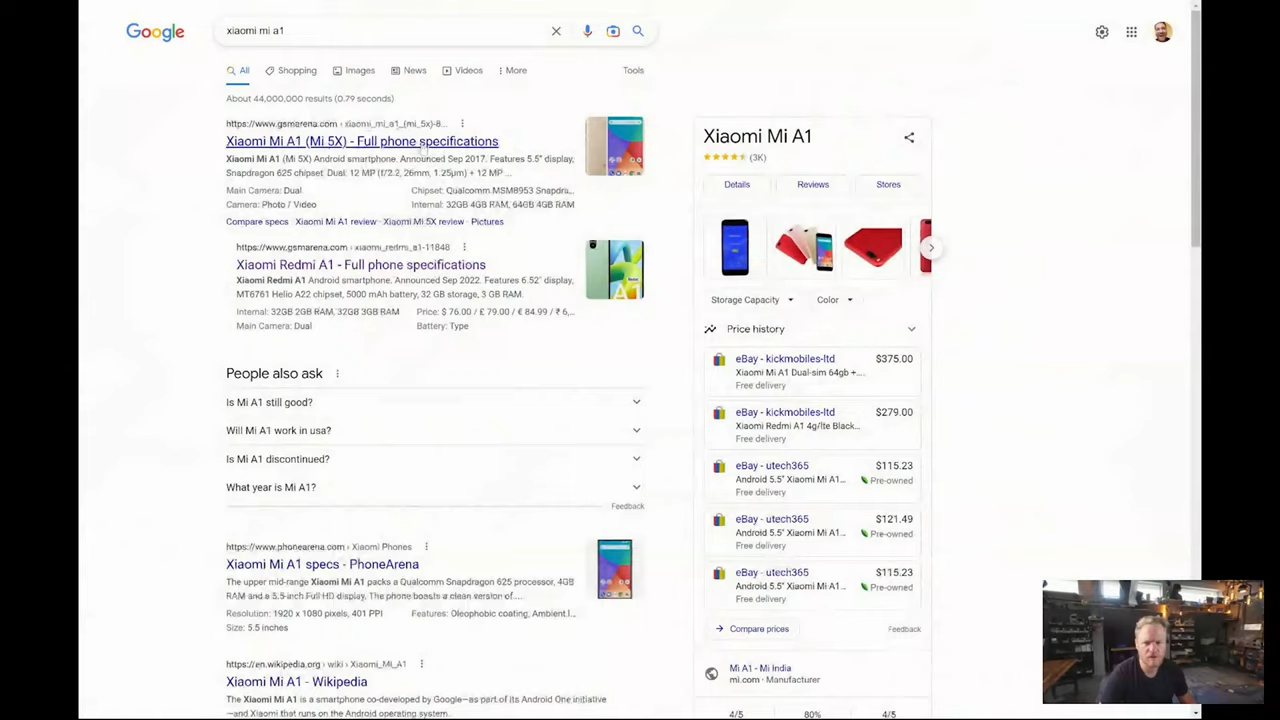 Google
xiaomi mi a1
All
Shopping
Images
News
Videos
More
Tools
About 44,000,000 results (0.79 seconds)
https://www.gsmarena.com › xiaomi_mi_a1_(mi_5x)-8...
Xiaomi Mi A1 (Mi 5X) - Full phone specifications
Xiaomi Mi A1 (Mi 5X) Android smartphone. Announced Sep 2017. Features 5.5″ display,
Snapdragon 625 chipset Dual: 12 MP (f/2.2, 26mm, 1.25μm) + 12 MP ...
Main Camera: Dual
Chipset: Qualcomm MSM8953 Snapdra...
Camera: Photo / Video
Internal: 32GB 4GB RAM, 64GB 4GB RAM
Compare specs · Xiaomi Mi A1 review · Xiaomi Mi 5X review · Pictures
https://www.gsmarena.com › xiaomi_redmi_a1-11848
Xiaomi Redmi A1 - Full phone specifications
Xiaomi Redmi A1 Android smartphone. Announced Sep 2022. Features 6.52″ display,
MT6761 Helio A22 chipset, 5000 mAh battery, 32 GB storage, 3 GB RAM.
Internal: 32GB 2GB RAM, 32GB 3GB RAM
Price: $ 76.00 / £ 79.00 / € 84.99 / ₹ 6,...
Main Camera: Dual
Battery: Type
A1
People also ask
Is Mi A1 still good?
Will Mi A1 work in usa?
Is Mi A1 discontinued?
What year is Mi A1?
Feedback
https://www.phonearena.com › Xiaomi Phones
Xiaomi Mi A1 specs - PhoneArena
The upper mid-range Xiaomi Mi A1 packs a Qualcomm Snapdragon 625 processor, 4GB
RAM and a 5.5-inch Full HD display. The phone boasts a clean version of...
Resolution: 1920 x 1080 pixels, 401 PPI
Features: Oleophobic coating, Ambient l...
Size: 5.5 inches
https://en.wikipedia.org › wiki › Xiaomi_Mi_A1
Xiaomi Mi A1 - Wikipedia
The Xiaomi Mi A1 is a smartphone co-developed by Google—as part of its Android One initiative
—and Xiaomi that runs on the Android operating system.
Xiaomi Mi A1
(3K)
Details
Reviews
Stores
Storage Capacity
Color
Price history
eBay - kickmobiles-ltd
$375.00
Xiaomi Mi A1 Dual-sim 64gb +...
Free delivery
eBay - kickmobiles-ltd
$279.00
Xiaomi Redmi A1 4g/lte Black...
Free delivery
eBay - utech365
$115.23
Android 5.5" Xiaomi Mi A1...
Pre-owned
Free delivery
eBay - utech365
$121.49
Android 5.5" Xiaomi Mi A1...
Pre-owned
Free delivery
eBay - utech365
$115.23
Android 5.5" Xiaomi Mi A1...
Pre-owned
Free delivery
Compare prices
Feedback
Mi A1 - Mi India
mi.com · Manufacturer
4/5
80%
4/5